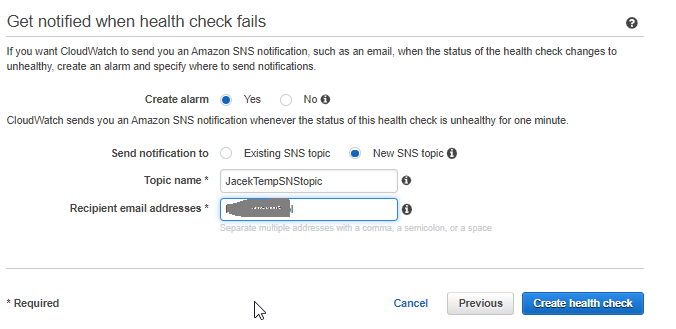 Get notified when health check fails
If you want CloudWatch to send you an Amazon SNS notification, such as an email, when the status of the health check changes to
unhealthy, create an alarm and specify where to send notifications.
Create alarm Yes No
CloudWatch sends you an Amazon SNS notification whenever the status of this health check is unhealthy for one minute.
Send notification to Existing SNS topic New SNS topic
Topic name * JacekTempSNStopic
Recipient email addresses *
Separate multiple addresses with a comma, a semicolon, or a space
* Required Cancel Previous Create health check